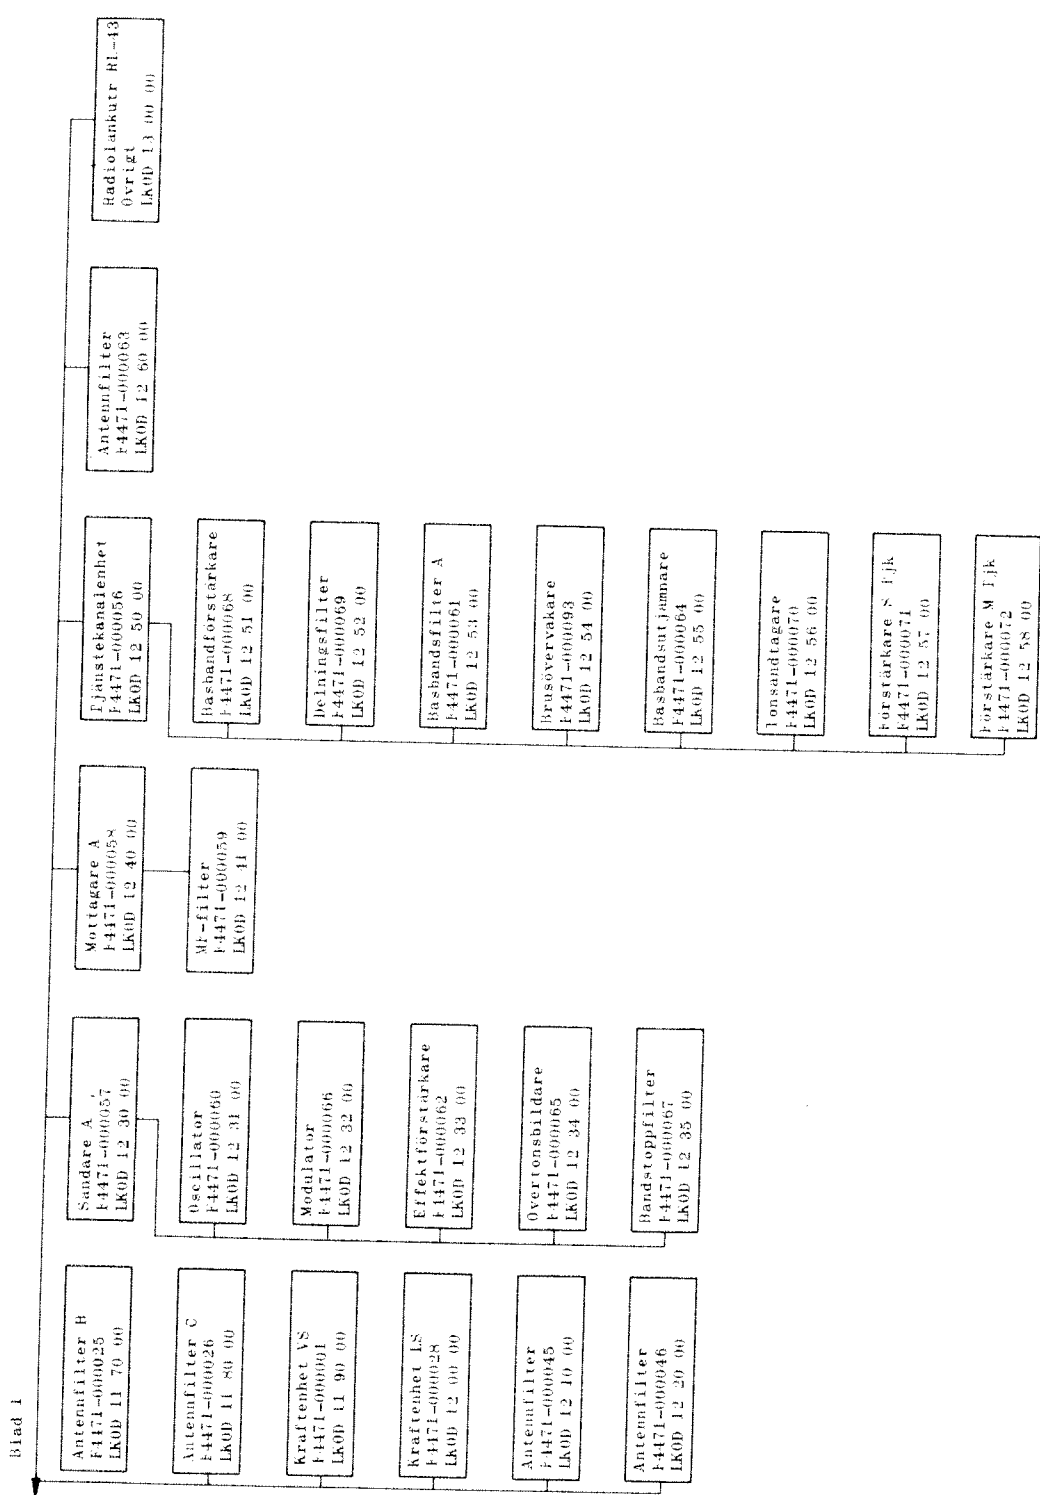 Blad 1
Antennfilter B
F4471-000025
LKOD 11 70 00
Antennfilter C
F4471-000026
LKOD 11 80 00
Kraftenhet VS
F4471-000001
LKOD 11 90 00
Kraftenhet LS
F4471-000028
LKOD 12 00 00
Antennfilter
F4471-000045
LKOD 12 10 00
Antennfilter
F4471-000046
LKOD 12 20 00
Sandare A
F4471-000057
LKOD 12 30 00
Oscillator
F4471-000060
LKOD 12 31 00
Modulator
F4471-000066
LKOD 12 32 00
Effektförstärkare
F4471-000062
LKOD 12 33 00
Overtonsbildare
F4471-000065
LKOD 12 34 00
Bandstoppfilter
F4471-000067
LKOD 12 35 00
Mottagare A
F4471-000058
LKOD 12 40 00
MF-filter
F4471-000059
LKOD 12 41 00
Tjänstekanalenhet
F4471-000056
LKOD 12 50 00
Basbandförstärkare
F4471-000068
LKOD 12 51 00
Delningsfilter
F4471-000069
LKOD 12 52 00
Basbandsfilter A
F4471-000061
LKOD 12 53 00
Brusövervakare
F4471-000093
LKOD 12 54 00
Basbandsutjamnare
F4471-000064
LKOD 12 55 00
Tonsandtagare
F4471-000070
LKOD 12 56 00
Förstärkare S Tjk
F4471-000071
LKOD 12 57 00
Förstärkare M Tjk
F4471-000072
LKOD 12 58 00
Antennfilter
F4471-000063
LKOD 12 60 00
Radiolankutr RL-43
Ovrigt
LKOD 13 00 00